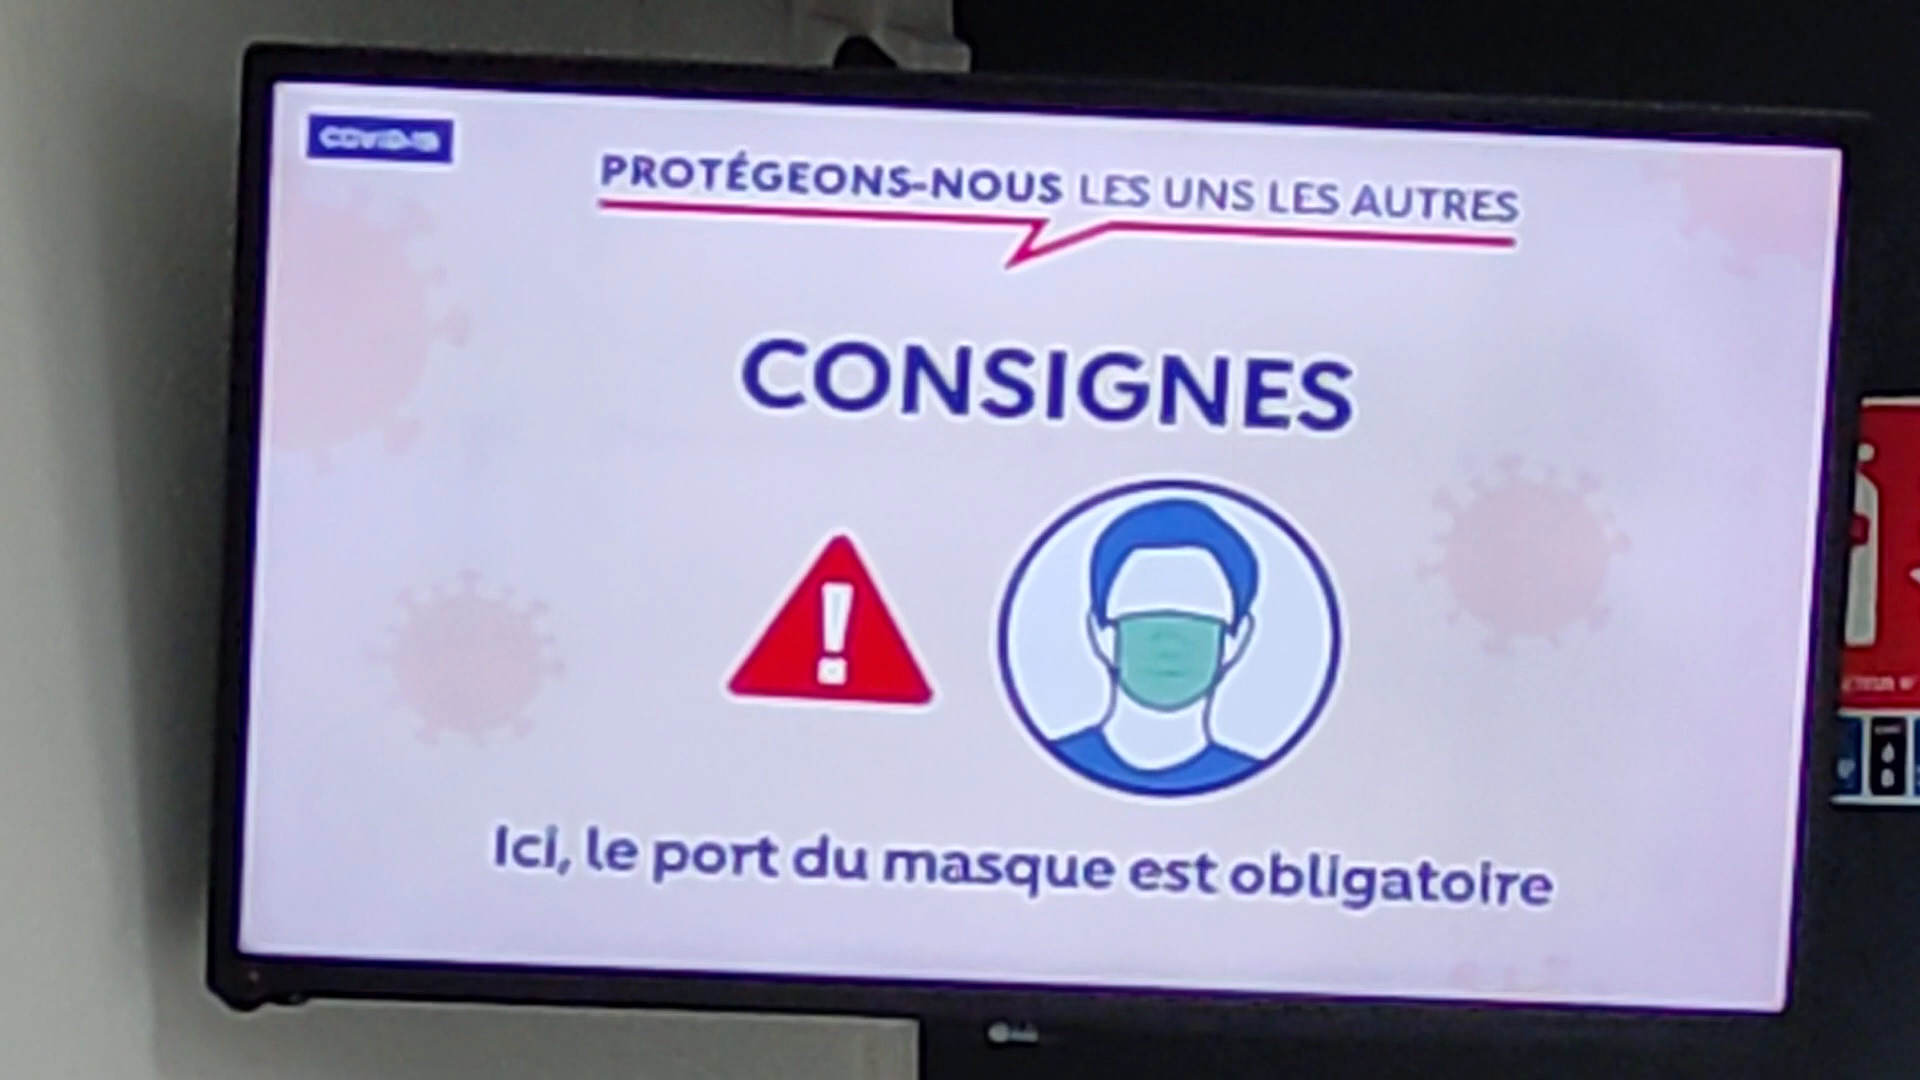 COVID-19
PROTÉGEONS-NOUS LES UNS LES AUTRES
CONSIGNES
!
Ici, le port du masque est obligatoire